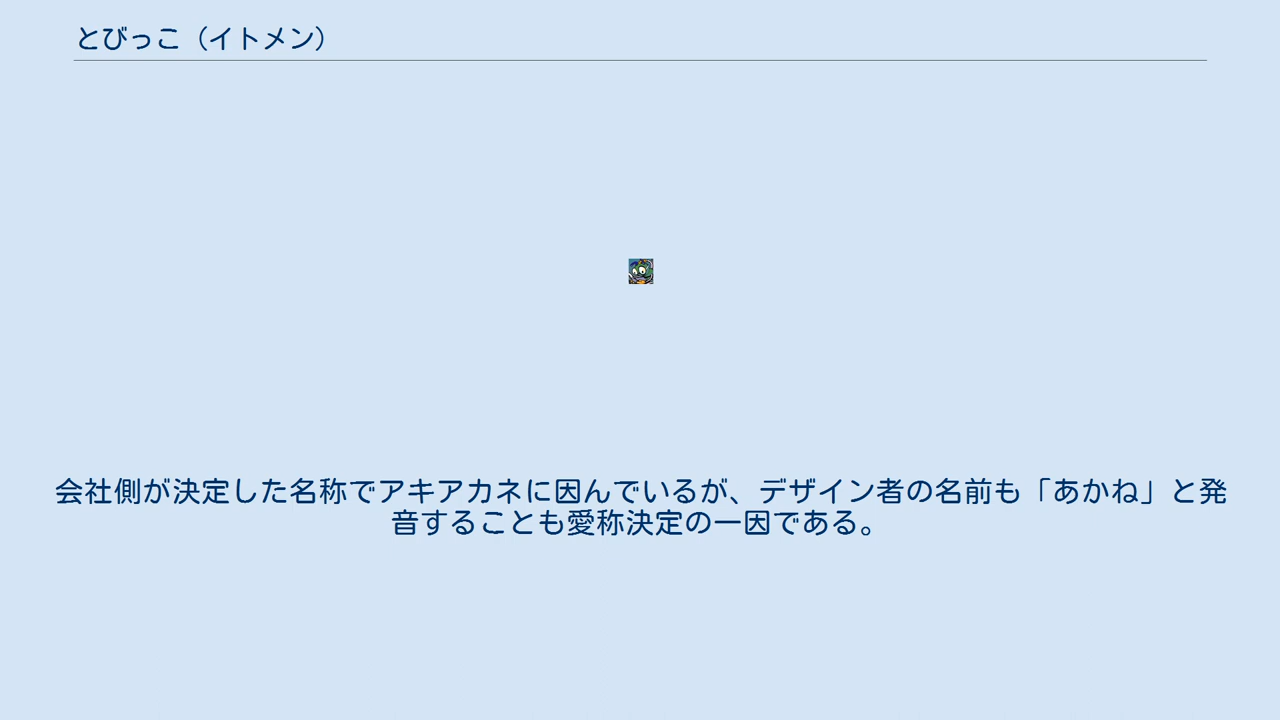 とびっこ（イトメン）
会社側が決定した名称でアキアカネに因んでいるが、デザイン者の名前も「あかね」と発
音することも愛称決定の一因である。